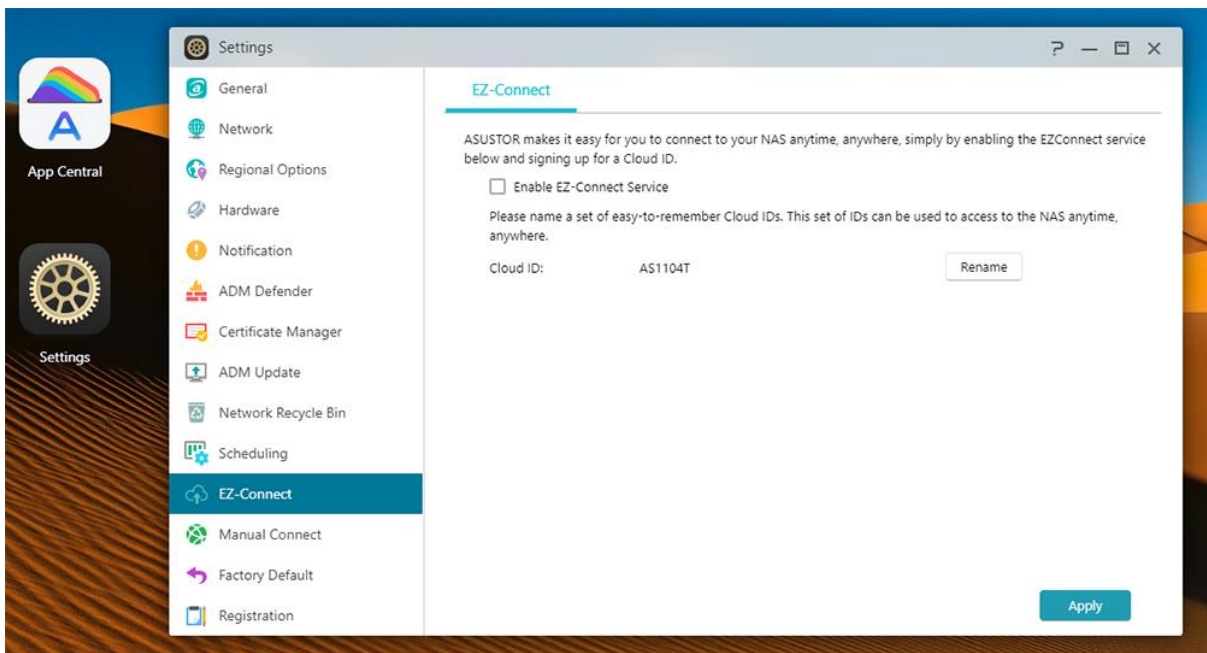 Settings
App Central
Settings
General
Network
Regional Options
Hardware
Notification
ADM Defender
Certificate Manager
ADM Update
Network Recycle Bin
Scheduling
EZ-Connect
Manual Connect
Factory Default
Registration
EZ-Connect
ASUSTOR makes it easy for you to connect to your NAS anytime, anywhere, simply by enabling the EZConnect service
below and signing up for a Cloud ID.
Enable EZ-Connect Service
Please name a set of easy-to-remember Cloud IDs. This set of IDs can be used to access to the NAS anytime,
anywhere.
Cloud ID: AS1104T Rename
Apply